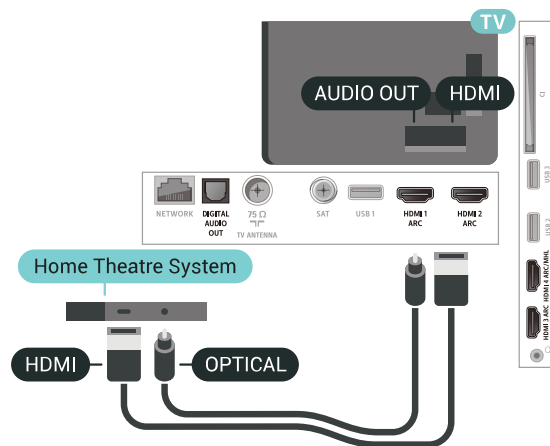 TV
AUDIO OUT
HDMI
CI
NETWORK
DIGITAL
AUDIO
OUT
75 Ω
TV ANTENNA
SAT
USB 1
HDMI 1
ARC
HDMI 2
ARC
USB 3
USB 2
HDMI 4 ARC/MHL
HDMI 3 ARC
Home Theatre System
HDMI
OPTICAL